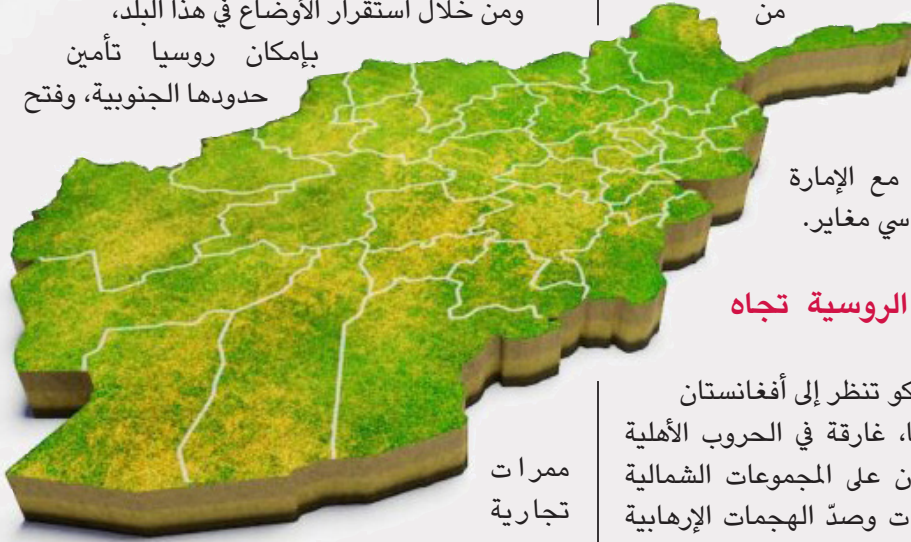 من
مع الإمارة
سي مغاير.
الروسية تجاه
كو تنظر إلى أفغانستان
ا، غارقة في الحروب الأهلية
ن على المجموعات الشمالية
ت وصدّ الهجمات الإرهابية
ومن خلال استقرار الأوضاع في هذا البلد،
بإمكان روسيا تأمين
حدودها الجنوبية، وفتح
ممرات
تجارية